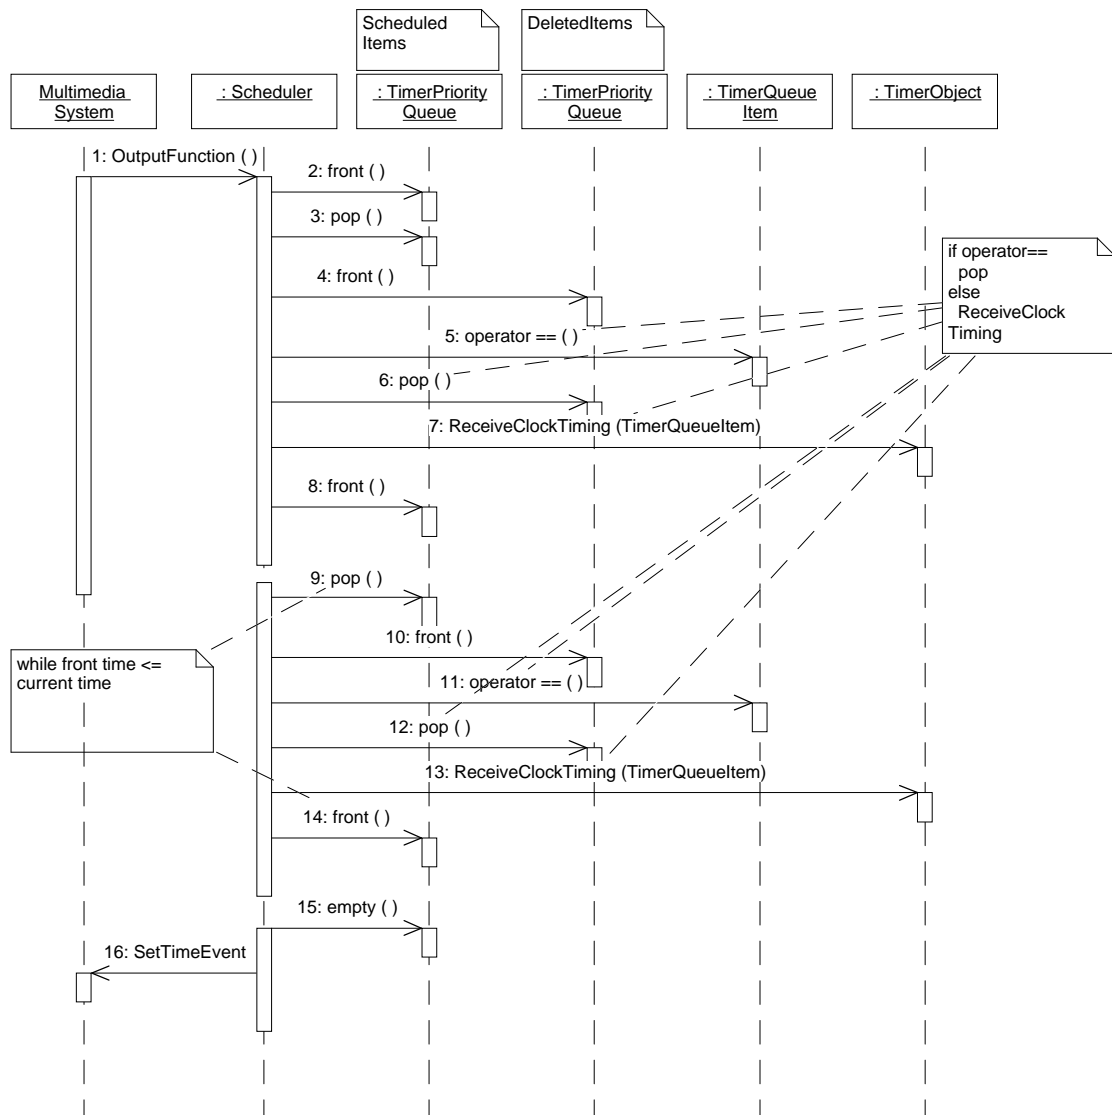 Scheduled
Items
DeletedItems
Multimedia
System
: Scheduler
: TimerPriority
Queue
: TimerPriority
Queue
: TimerQueue
Item
: TimerObject
1: OutputFunction ( )
2: front ( )
3: pop ( )
4: front ( )
if operator==
pop
else
ReceiveClock
Timing
5: operator == ( )
6: pop ( )
7: ReceiveClockTiming (TimerQueueItem)
8: front ( )
9: pop ( )
10: front ( )
while front time <=
current time
11: operator == ( )
12: pop ( )
13: ReceiveClockTiming (TimerQueueItem)
14: front ( )
15: empty ( )
16: SetTimeEvent